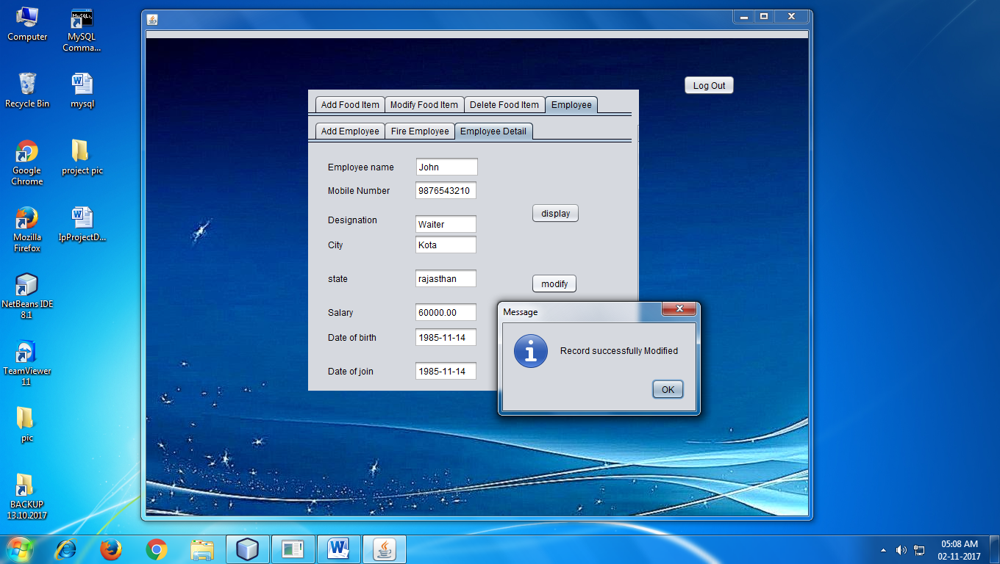 Computer
MySQL
Comma...
Recycle Bin
mysql
Google
Chrome
project pic
Mozilla
Firefox
IpProjectD...
NetBeans IDE
8.1
TeamViewer
11
pic
BACKUP
13.10.2017
Log Out
Add Food Item Modify Food Item Delete Food Item Employee
Add Employee Fire Employee Employee Detail
Employee name John
Mobile Number 9876543210
display
Designation Waiter
City Kota
state rajasthan
modify
Salary 60000.00
Date of birth 1985-11-14
Date of join 1985-11-14
Message
Record successfully Modified
OK
05:08 AM
02-11-2017